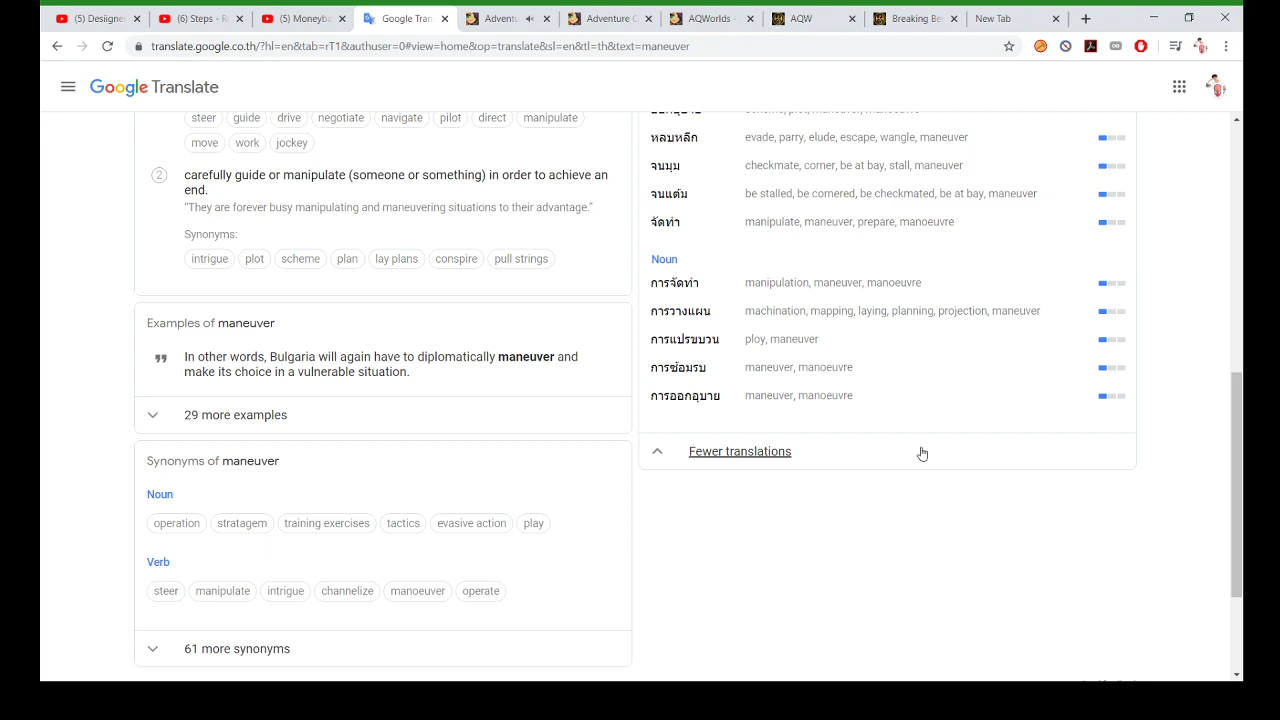 (5) Desiigner
(6) Steps - R
(5) Moneyba
Google Tran
Adventu
Adventure C
AQWorlds -
AQW
Breaking Be
New Tab
translate.google.co.th/?hl=en&tab=rT1&authuser=0#view=home&op=translate&sl=en&tl=th&text=maneuver
Google Translate
steer guide drive negotiate navigate pilot direct manipulate
move work jockey
2 carefully guide or manipulate (someone or something) in order to achieve an
end.
"They are forever busy manipulating and maneuvering situations to their advantage."
Synonyms:
intrigue plot scheme plan lay plans conspire pull strings
Examples of maneuver
In other words, Bulgaria will again have to diplomatically maneuver and
make its choice in a vulnerable situation.
29 more examples
Synonyms of maneuver
Noun
operation stratagem training exercises tactics evasive action play
Verb
steer manipulate intrigue channelize manoeuver operate
61 more synonyms
หลบหลีก evade, parry, elude, escape, wangle, maneuver
จนมุม checkmate, corner, be at bay, stall, maneuver
จนแต้ม be stalled, be cornered, be checkmated, be at bay, maneuver
จัดทำ manipulate, maneuver, prepare, manoeuvre
Noun
การจัดทำ manipulation, maneuver, manoeuvre
การวางแผน machination, mapping, laying, planning, projection, maneuver
การแปรขบวน ploy, maneuver
การซ้อมรบ maneuver, manoeuvre
การออกอุบาย maneuver, manoeuvre
Fewer translations